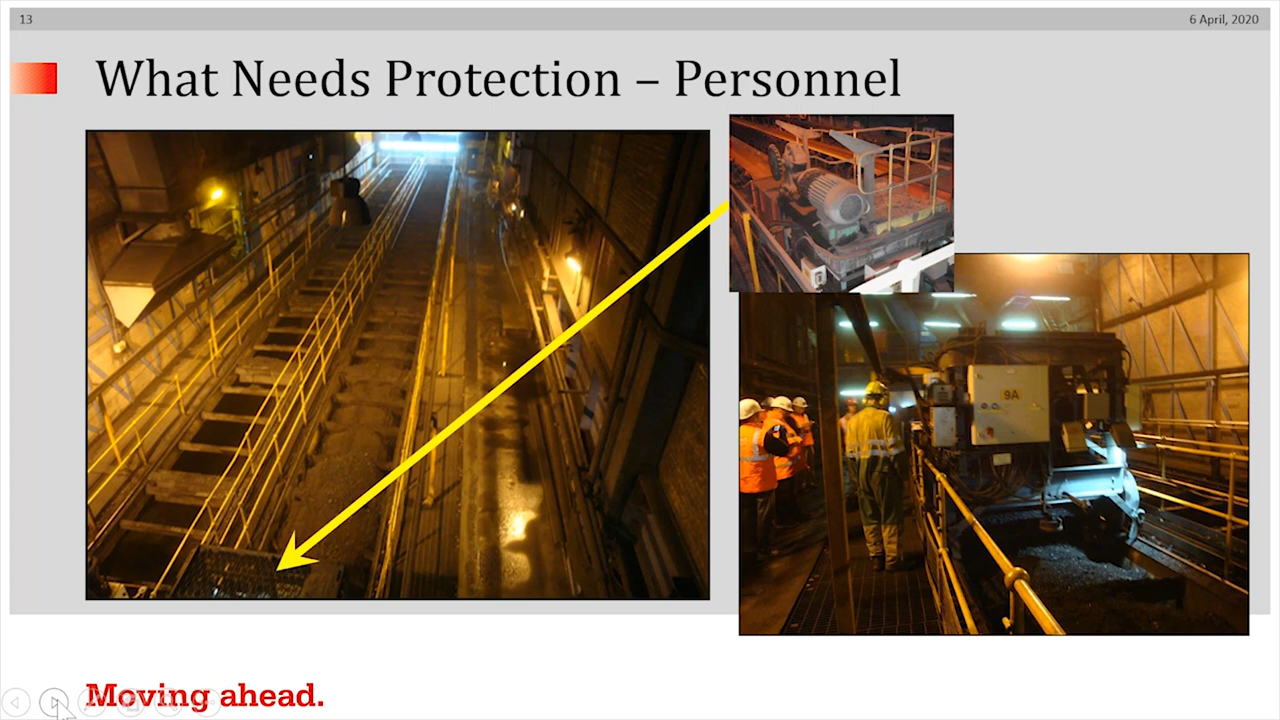 13
6 April, 2020
What Needs Protection – Personnel
9A
Moving ahead.